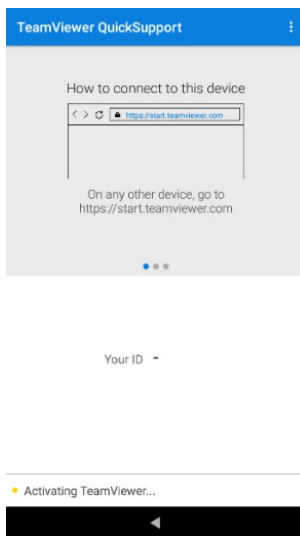 TeamViewer QuickSupport
How to connect to this device
https://start.teamviewer.com
On any other device, go to
https://start.teamviewer.com
Your ID -
Activating TeamViewer...